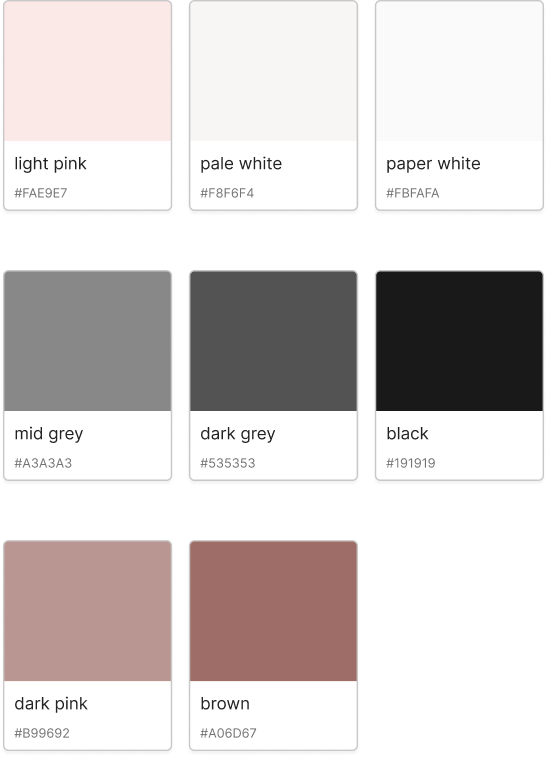 light pink
#FAE9E7
pale white
#F8F6F4
paper white
#FBFAFA
mid grey
#A3A3A3
dark grey
#535353
black
#191919
dark pink
#B99692
brown
#A06D67